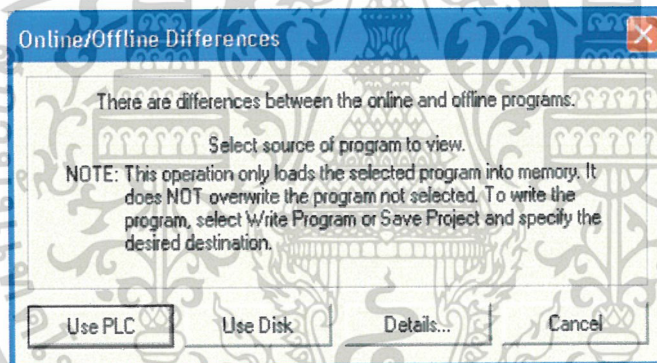 Online/Offline Differences
There are differences between the online and offline programs.
Select source of program to view.
NOTE: This operation only loads the selected program into memory. It
does NOT overwrite the program not selected. To write the
program, select Write Program or Save Project and specify the
desired destination.
Use PLC
Use Disk
Details...
Cancel